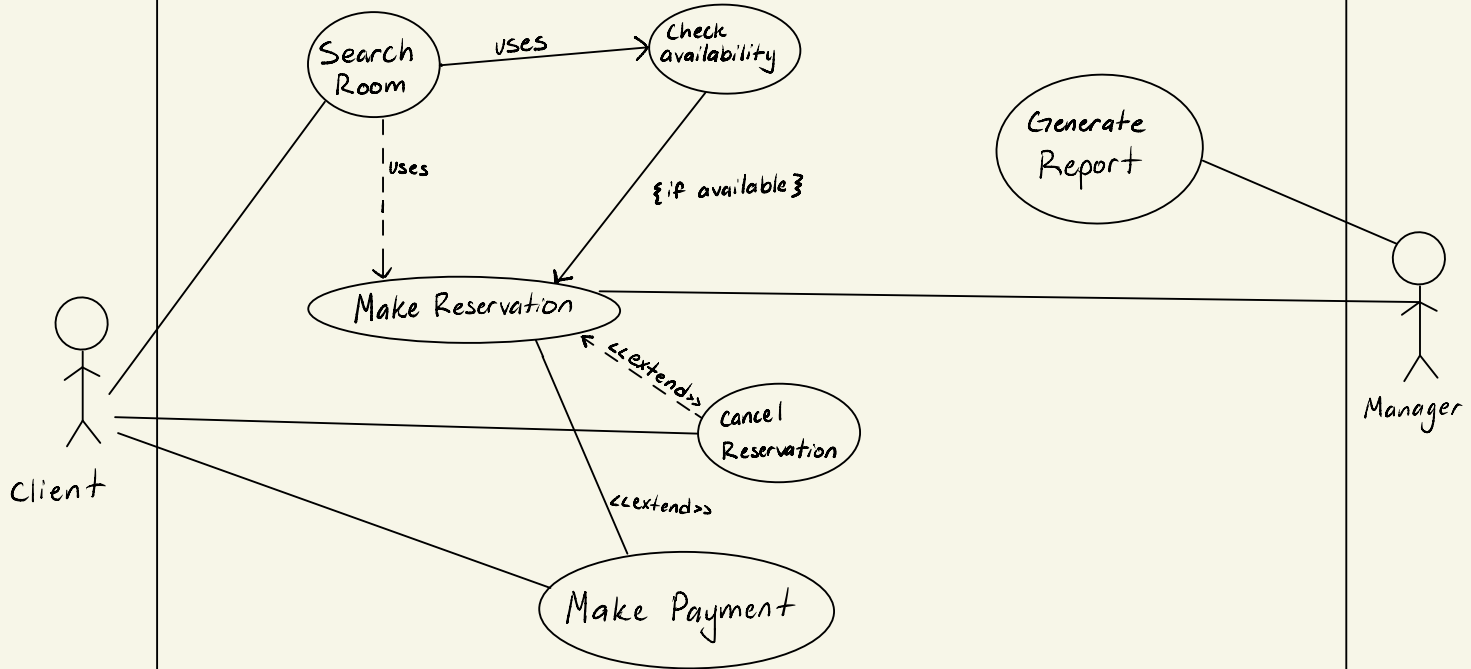 Search
Room
uses
Check
availability
Generate
Report
uses
{if available}
Make Reservation
<<extend>>
Cancel
Reservation
Manager
Client
<<extend>>
Make Payment